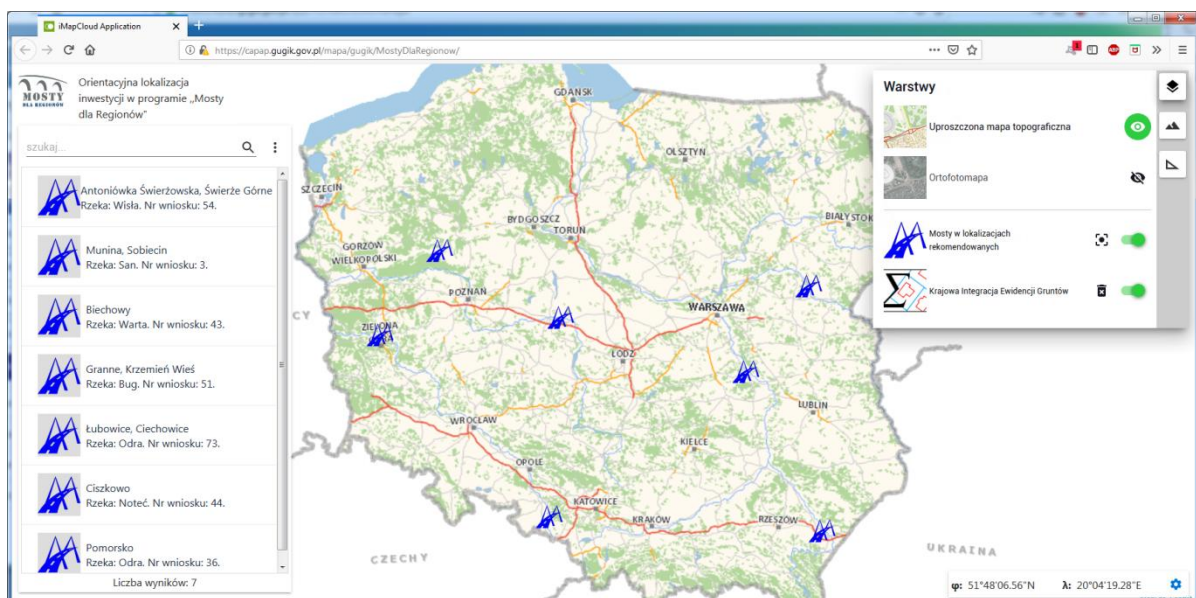 iMapCloud Application
https://capap.gugik.gov.pl/mapa/gugik/MostyDlaRegionow/
MOSTY
DLA REGIONÓW
Orientacyjna lokalizacja
inwestycji w programie „Mosty
dla Regionów”
szukaj...
Antoniówka Świerżowska, Świerże Górne
Rzeka: Wisła. Nr wniosku: 54.
Munina, Sobiecin
Rzeka: San. Nr wniosku: 3.
Biechowy
Rzeka: Warta. Nr wniosku: 43.
Granne, Krzemień Wieś
Rzeka: Bug. Nr wniosku: 51.
Łubowice, Ciechowice
Rzeka: Odra. Nr wniosku: 73.
Ciszkowo
Rzeka: Noteć. Nr wniosku: 44.
Pomorsko
Rzeka: Odra. Nr wniosku: 36.
Liczba wyników: 7
GDAŃSK
OLSZTYN
SZCZECIN
BYDGOSZCZ
TORUŃ
BIAŁYSTOK
GORZÓW
WIELKOPOLSKI
POZNAŃ
WARSZAWA
CY
ZIELONA
ŁÓDŹ
LUBLIN
WROCŁAW
KIELCE
OPOLE
KATOWICE
KRAKÓW
RZESZÓW
CZECHY
UKRAINA
Warstwy
Uproszczona mapa topograficzna
Ortofotomapa
Mosty w lokalizacjach
rekomendowanych
Krajowa Integracja Ewidencji Gruntów
φ: 51°48'06.56"N λ: 20°04'19.28"E